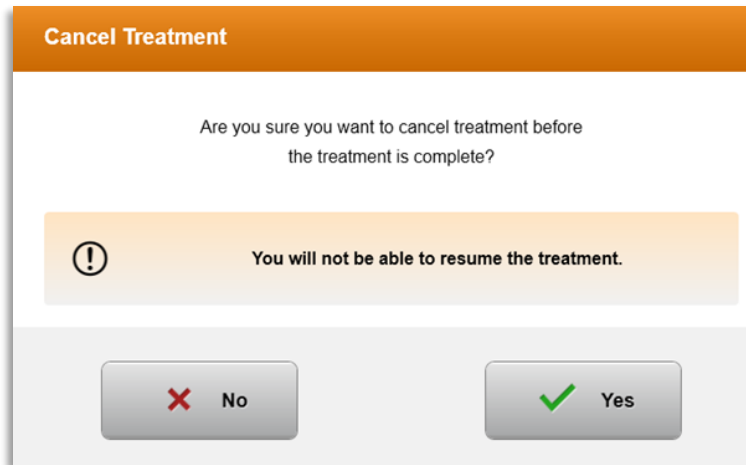 Cancel Treatment
Are you sure you want to cancel treatment before
the treatment is complete?
You will not be able to resume the treatment.
No
Yes